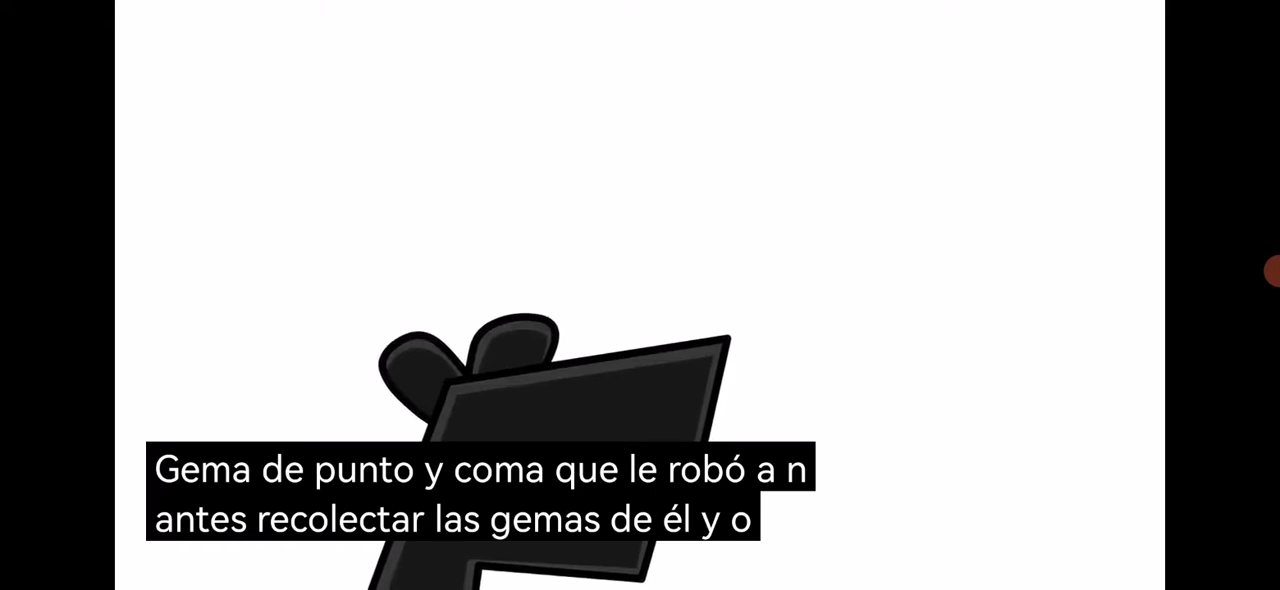 Gema de punto y coma que le robó a n
antes recolectar las gemas de él y o